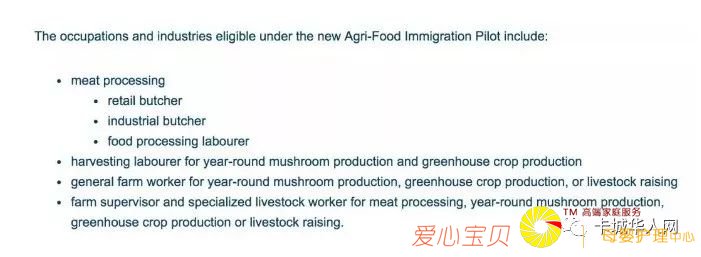 The occupations and industries eligible under the new Agri-Food Immigration Pilot include:
• meat processing
• retail butcher
• industrial butcher
• food processing labourer
• harvesting labourer for year-round mushroom production and greenhouse crop production
• general farm worker for year-round mushroom production, greenhouse crop production, or livestock raising
• farm supervisor and specialized livestock worker for meat processing, year-round mushroom production,
greenhouse crop production or livestock raising.
TM 高端家庭服务
爱心宝贝
卡城华人网
母婴护理中心